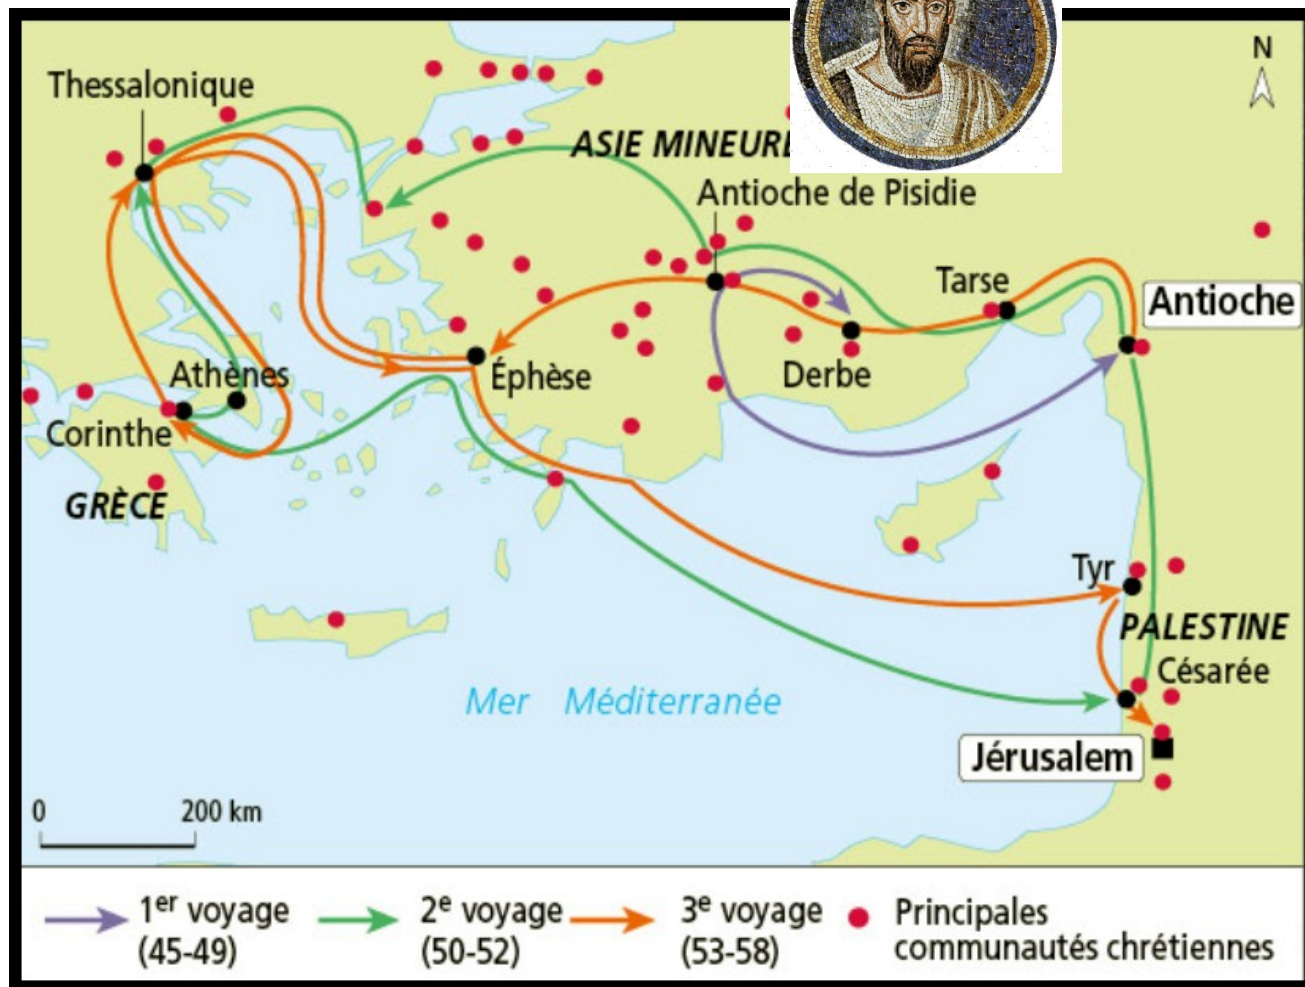 N
Thessalonique
ASIE MINEURE
Antioche de Pisidie
Tarse
Antioche
Athènes
Éphèse
Derbe
Corinthe
GRÈCE
Tyr
PALESTINE
Césarée
Mer Méditerranée
Jérusalem
0 200 km
1er voyage
(45-49)
2e voyage
(50-52)
3e voyage
(53-58)
Principales
communautés chrétiennes